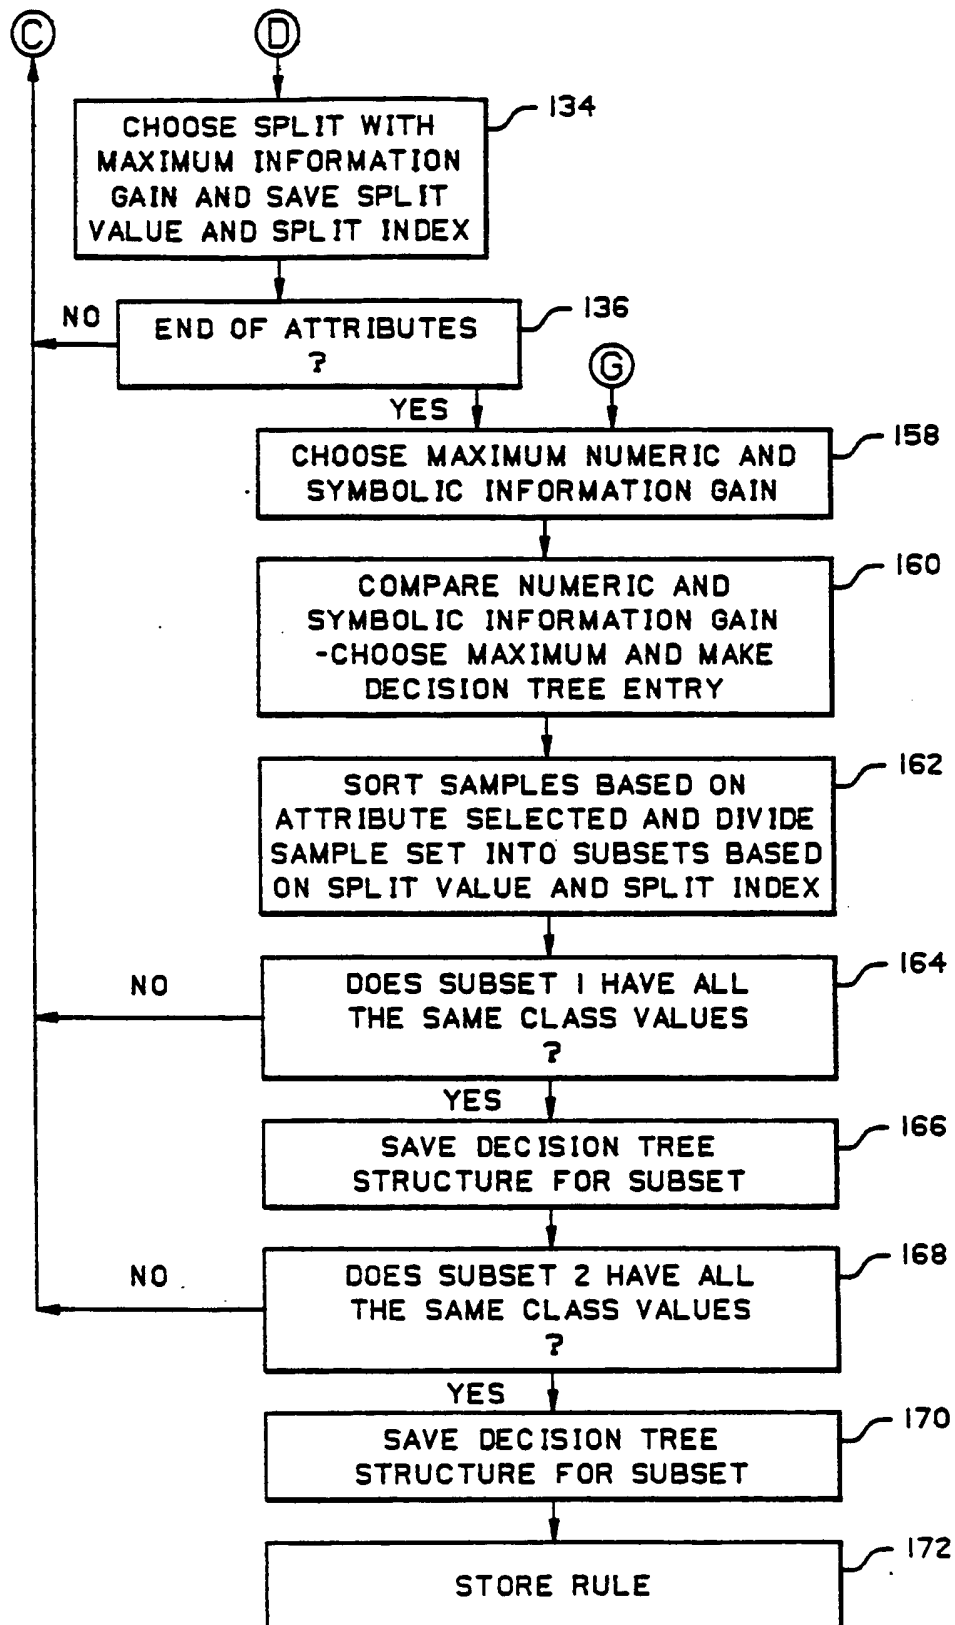 C
D
134
CHOOSE SPLIT WITH
MAXIMUM INFORMATION
GAIN AND SAVE SPLIT
VALUE AND SPLIT INDEX
NO
136
END OF ATTRIBUTES
?
G
YES
158
CHOOSE MAXIMUM NUMERIC AND
SYMBOLIC INFORMATION GAIN
160
COMPARE NUMERIC AND
SYMBOLIC INFORMATION GAIN
-CHOOSE MAXIMUM AND MAKE
DECISION TREE ENTRY
162
SORT SAMPLES BASED ON
ATTRIBUTE SELECTED AND DIVIDE
SAMPLE SET INTO SUBSETS BASED
ON SPLIT VALUE AND SPLIT INDEX
164
NO
DOES SUBSET 1 HAVE ALL
THE SAME CLASS VALUES
?
YES
166
SAVE DECISION TREE
STRUCTURE FOR SUBSET
168
NO
DOES SUBSET 2 HAVE ALL
THE SAME CLASS VALUES
?
YES
170
SAVE DECISION TREE
STRUCTURE FOR SUBSET
172
STORE RULE